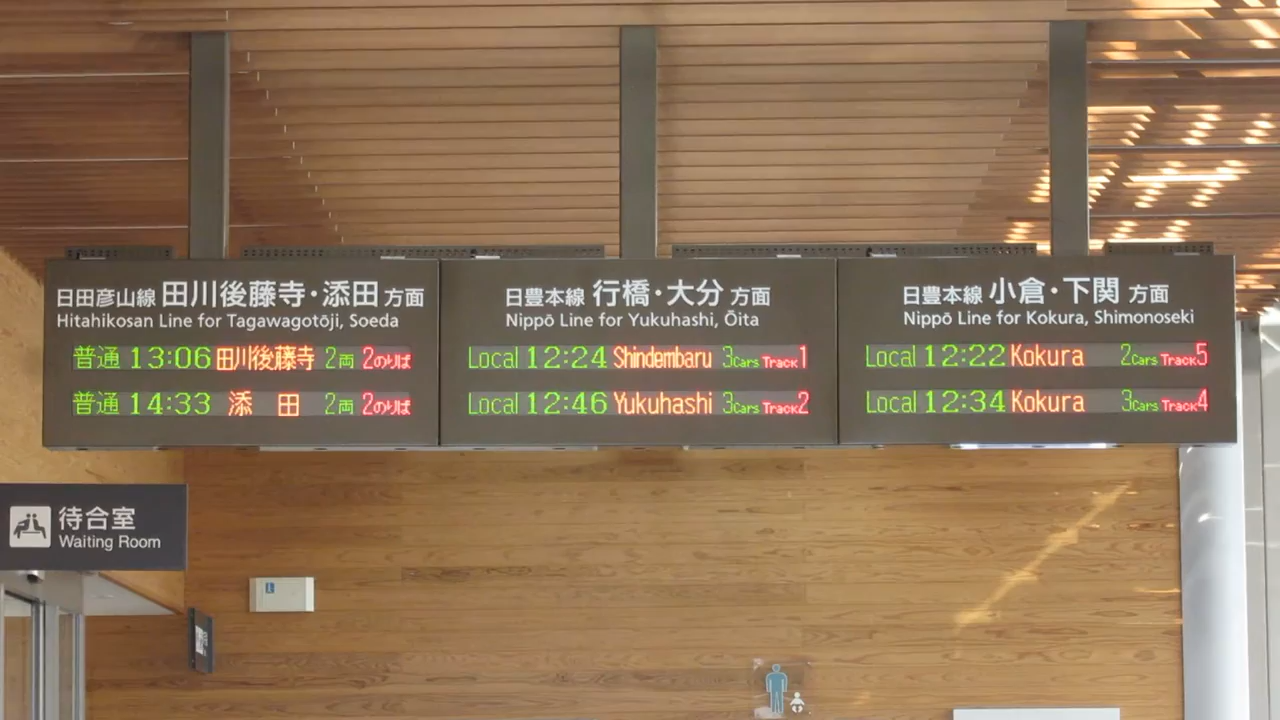 日田彦山線 田川後藤寺・添田 方面
Hitahikosan Line for Tagawagotōji, Soeda
普通 13:06 田川後藤寺 2両 2のりば
普通 14:33 添 田 2両 2のりば
日豊本線 行橋・大分 方面
Nippō Line for Yukuhashi, Ōita
Local 12:24 Shindembaru 3Cars Track1
Local 12:46 Yukuhashi 3Cars Track2
日豊本線 小倉・下関 方面
Nippō Line for Kokura, Shimonoseki
Local 12:22 Kokura 2Cars Track5
Local 12:34 Kokura 3Cars Track4
待合室
Waiting Room